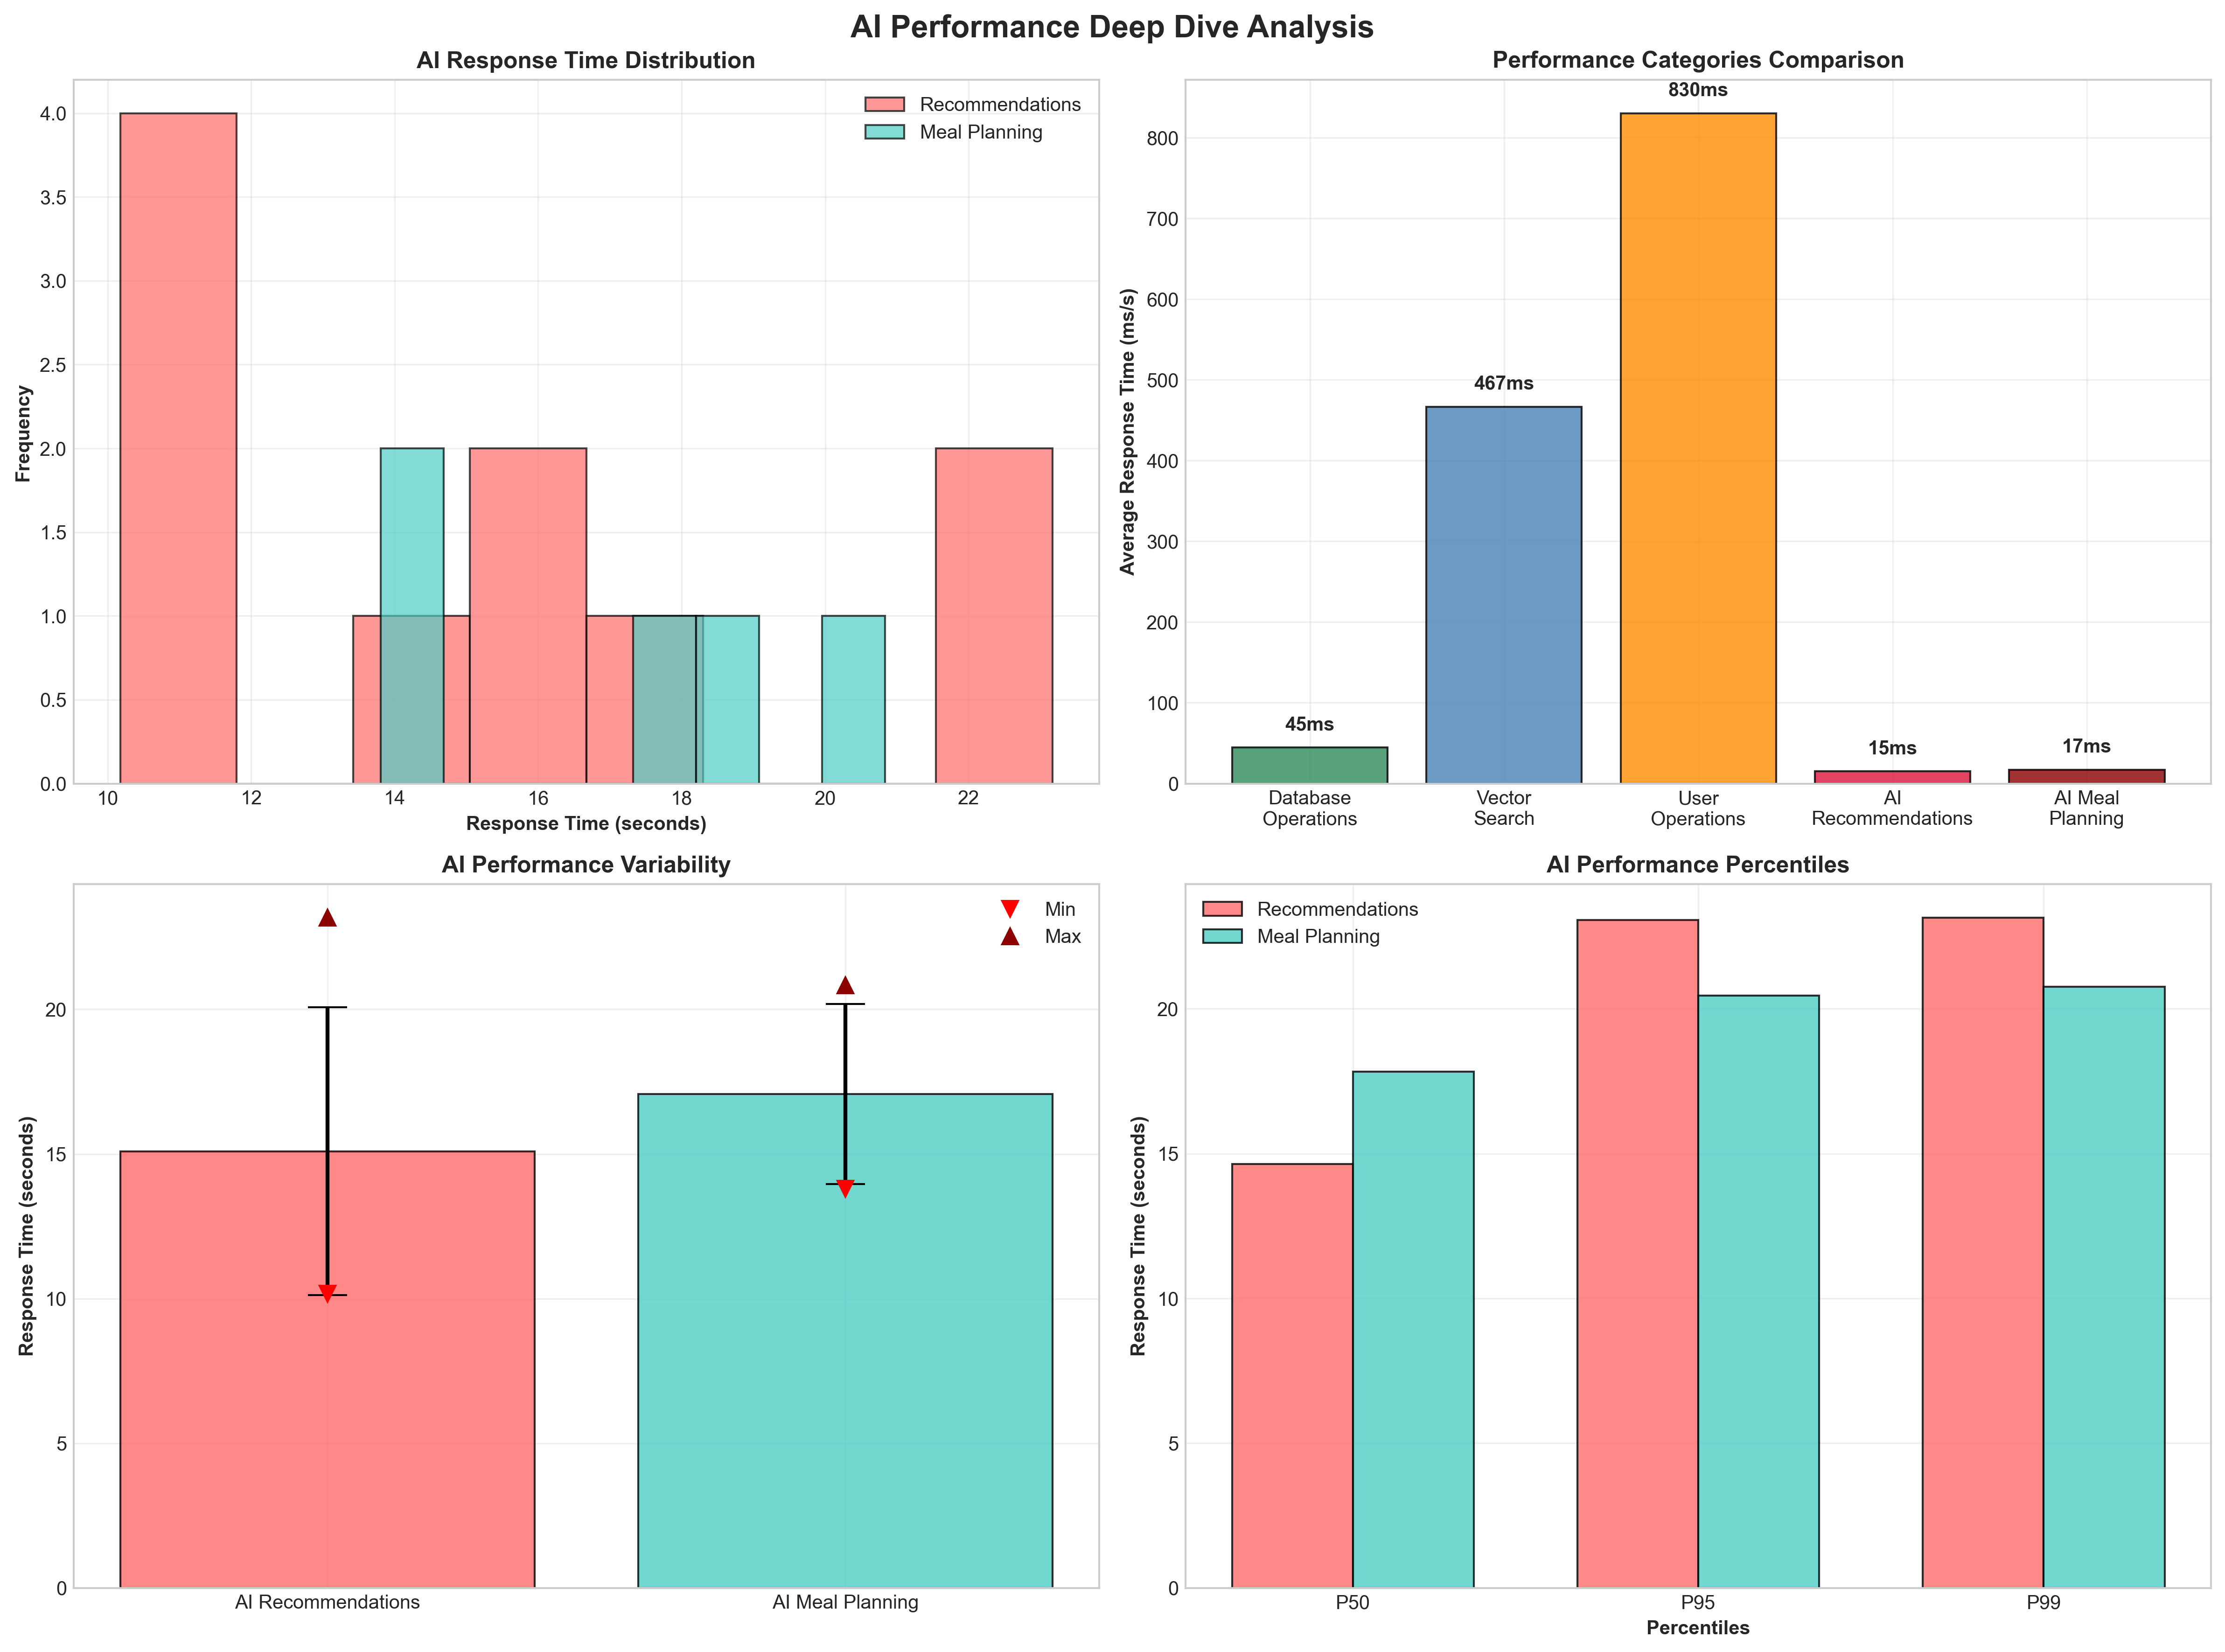 AI Performance Deep Dive Analysis
AI Response Time Distribution
Recommendations
Meal Planning
4.0
3.5
3.0
2.5
2.0
1.5
1.0
0.5
0.0
Frequency
10 12 14 16 18 20 22
Response Time (seconds)
Performance Categories Comparison
830ms
467ms
45ms
15ms
17ms
800
700
600
500
400
300
200
100
0
Average Response Time (ms/s)
Database
Operations
Vector
Search
User
Operations
AI
Recommendations
AI Meal
Planning
AI Performance Variability
Min
Max
20
15
10
5
0
Response Time (seconds)
AI Recommendations
AI Meal Planning
AI Performance Percentiles
Recommendations
Meal Planning
20
15
10
5
0
Response Time (seconds)
P50 P95 P99
Percentiles